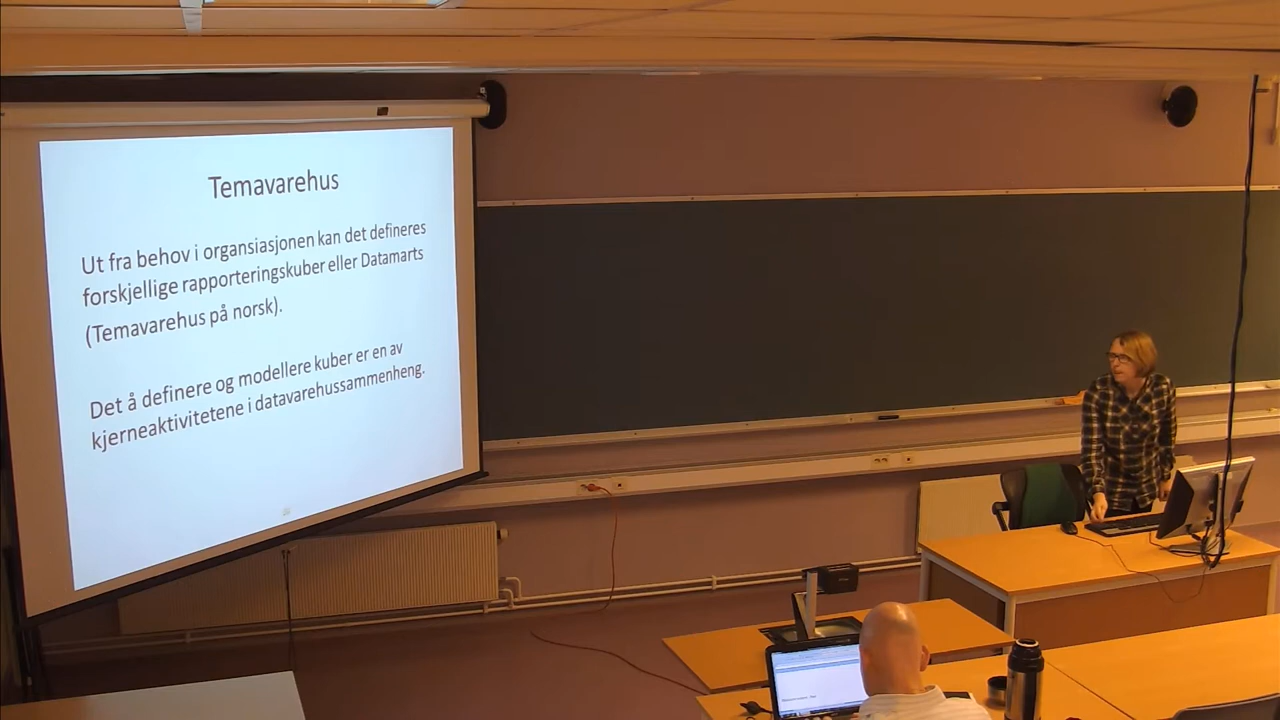 Temavarehus
Ut fra behov i organsiasjonen kan det defineres
forskjellige rapporteringskuber eller Datamarts
(Temavarehus på norsk).
Det å definere og modellere kuber er en av
kjerneaktivitetene i datavarehussammenheng.